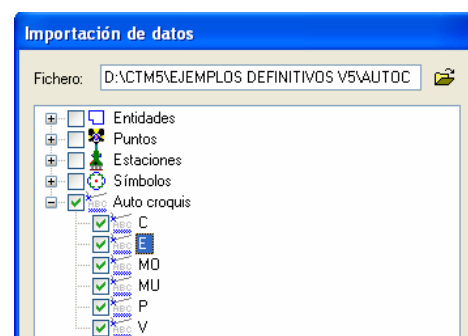 Importación de datos
Fichero: D:\CTM5\EJEMPLOS DEFINITIVOS V5\AUTOC
Entidades
Puntos
Estaciones
Símbolos
Auto croquis
C
E
MO
MU
P
V